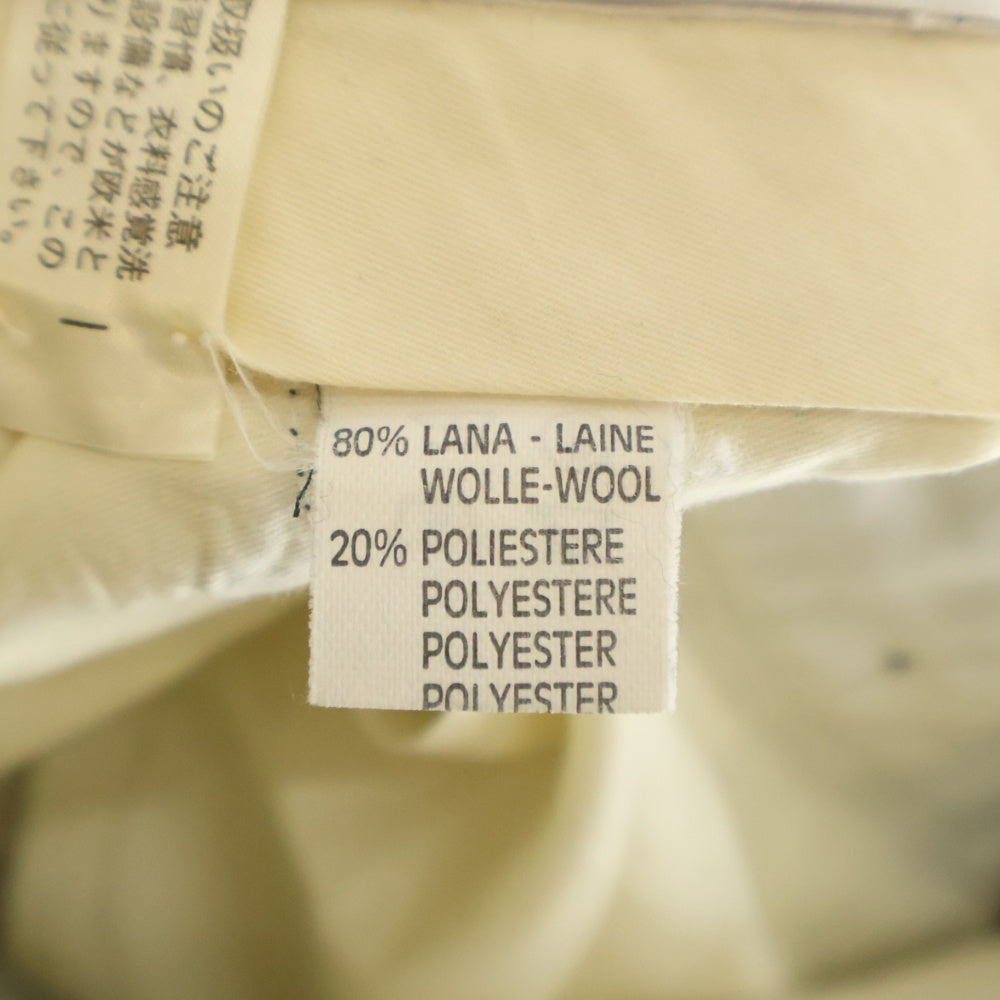 取扱いのご注意
習慣、衣料感覚洗
設備などが欧米と
りますので、この
に従って下さい。
80% LANA - LAINE
WOLLE-WOOL
20% POLIESTERE
POLYESTERE
POLYESTER
POLYESTER